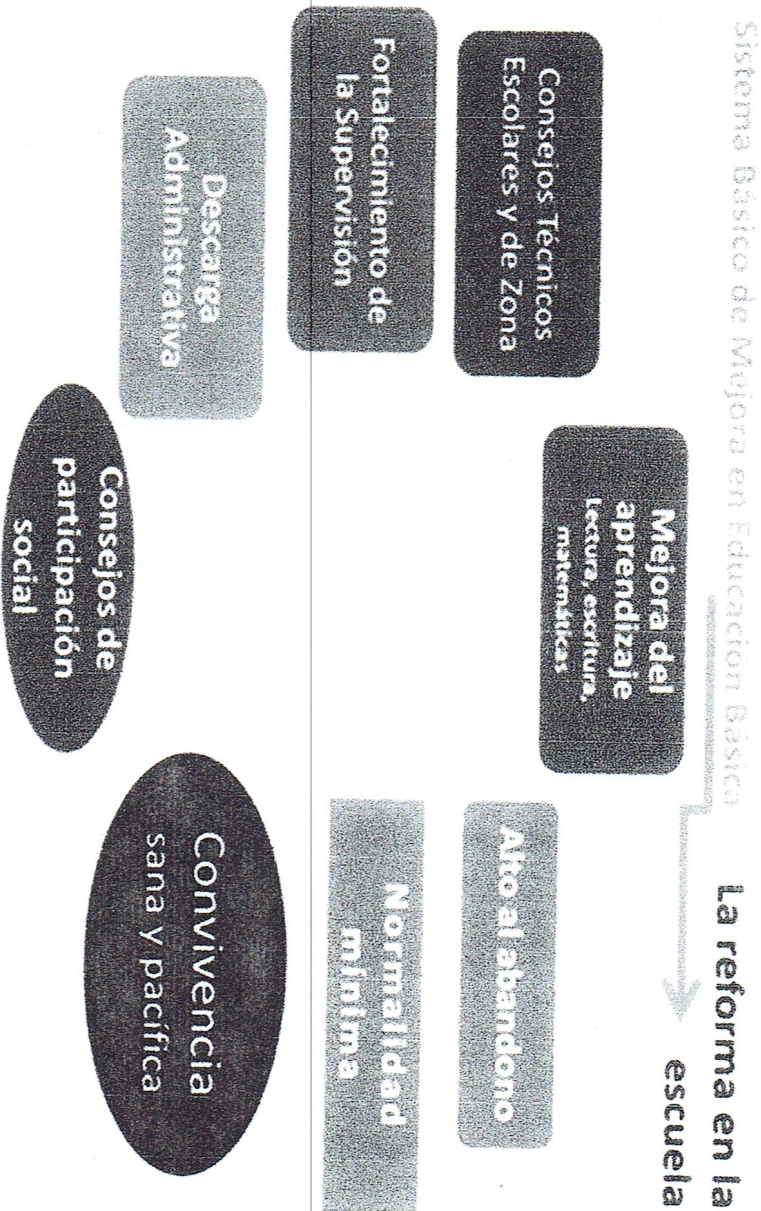 Sistema Básico de Mejora en Educación Básica
La reforma en la
escuela
Mejora del
aprendizaje
Lectura, escritura,
matemáticas
Consejos Técnicos
Escolares y de Zona
Alto al abandono
Fortalecimiento de
la Supervisión
Normalidad
mínima
Descarga
Administrativa
Convivencia
sana y pacífica
Consejos de
participación
social